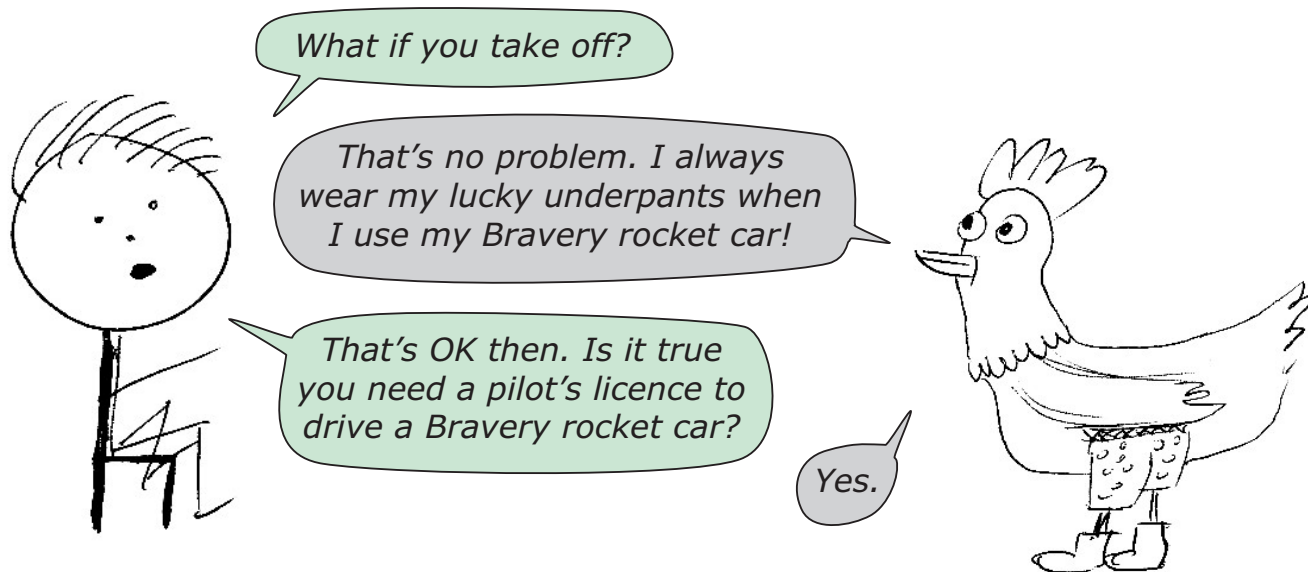 What if you take off?
That's no problem. I always
wear my lucky underpants when
I use my Bravery rocket car!
That's OK then. Is it true
you need a pilot's licence to
drive a Bravery rocket car?
Yes.